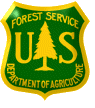 FOREST SERVICE
U S
DEPARTMENT OF AGRICULTURE